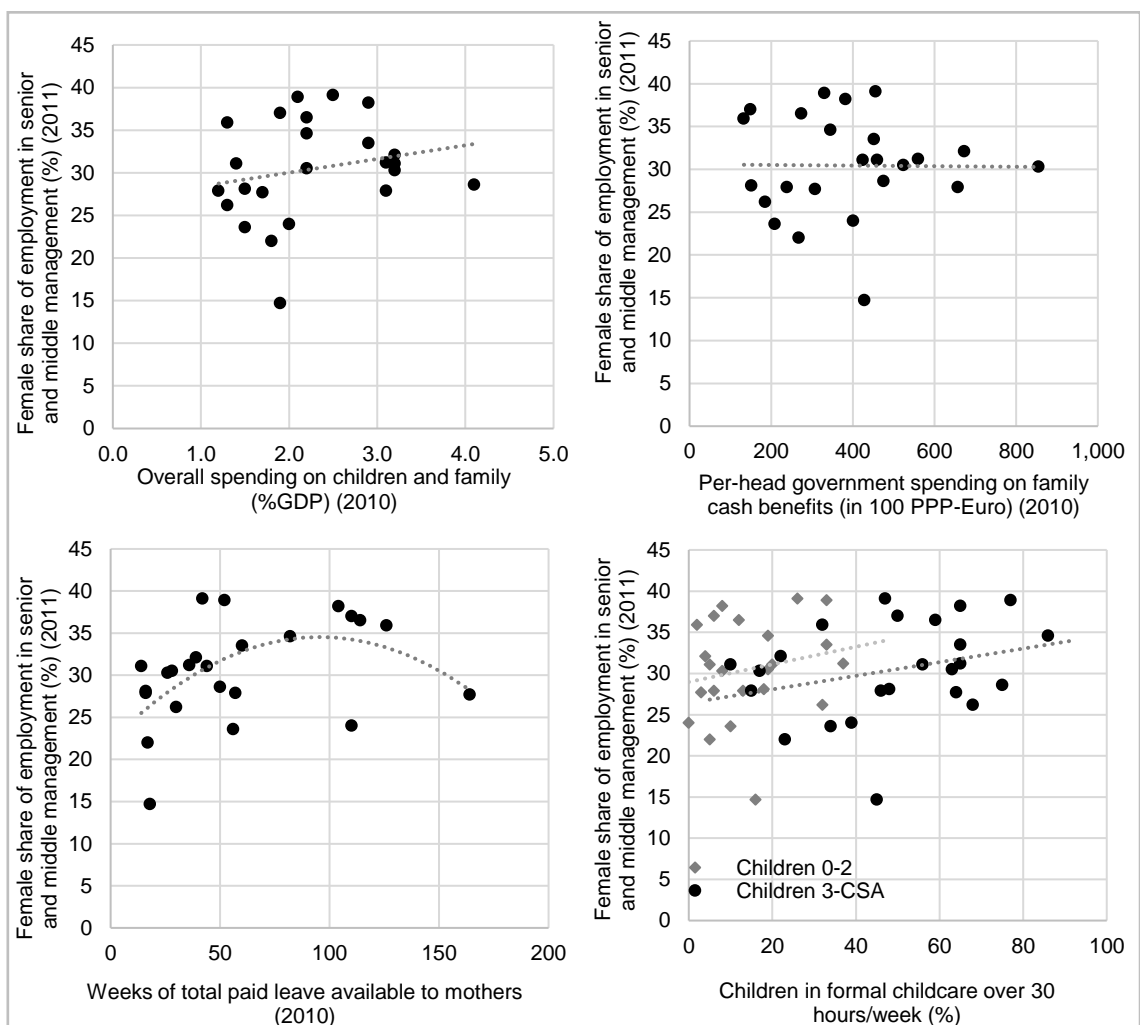 Female share of employment in senior
and middle management (%) (2011)
45
40
35
30
25
20
15
10
5
0
0.0 1.0 2.0 3.0 4.0 5.0
Overall spending on children and family
(%GDP) (2010)
Female share of employment in senior
and middle management (%) (2011)
45
40
35
30
25
20
15
10
5
0
200 400 600 800 1,000
Per-head government spending on family
cash benefits (in 100 PPP-Euro) (2010)
Female share of employment in senior
and middle management (%) (2011)
45
40
35
30
25
20
15
10
5
0
0 50 100 150 200
Weeks of total paid leave available to mothers
(2010)
Female share of employment in senior
and middle management (%) (2011)
45
40
35
30
25
20
15
10
5
0
Children 0-2
Children 3-CSA
0 20 40 60 80 100
Children in formal childcare over 30
hours/week (%)